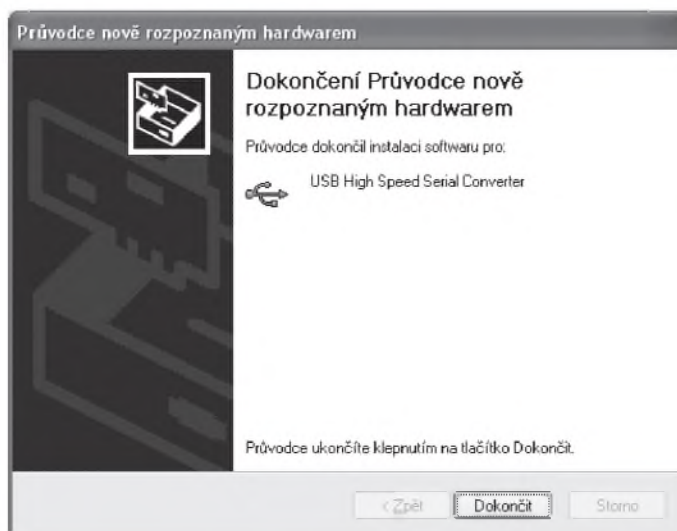 Průvodce nově rozpoznaným hardwarem
Dokončení Průvodce nově
rozpoznaným hardwarem
Průvodce dokončil instalaci softwaru pro:
USB High Speed Serial Converter
Průvodce ukončíte klepnutím na tlačítko Dokončit.
< Zpět
Dokončit
Storno